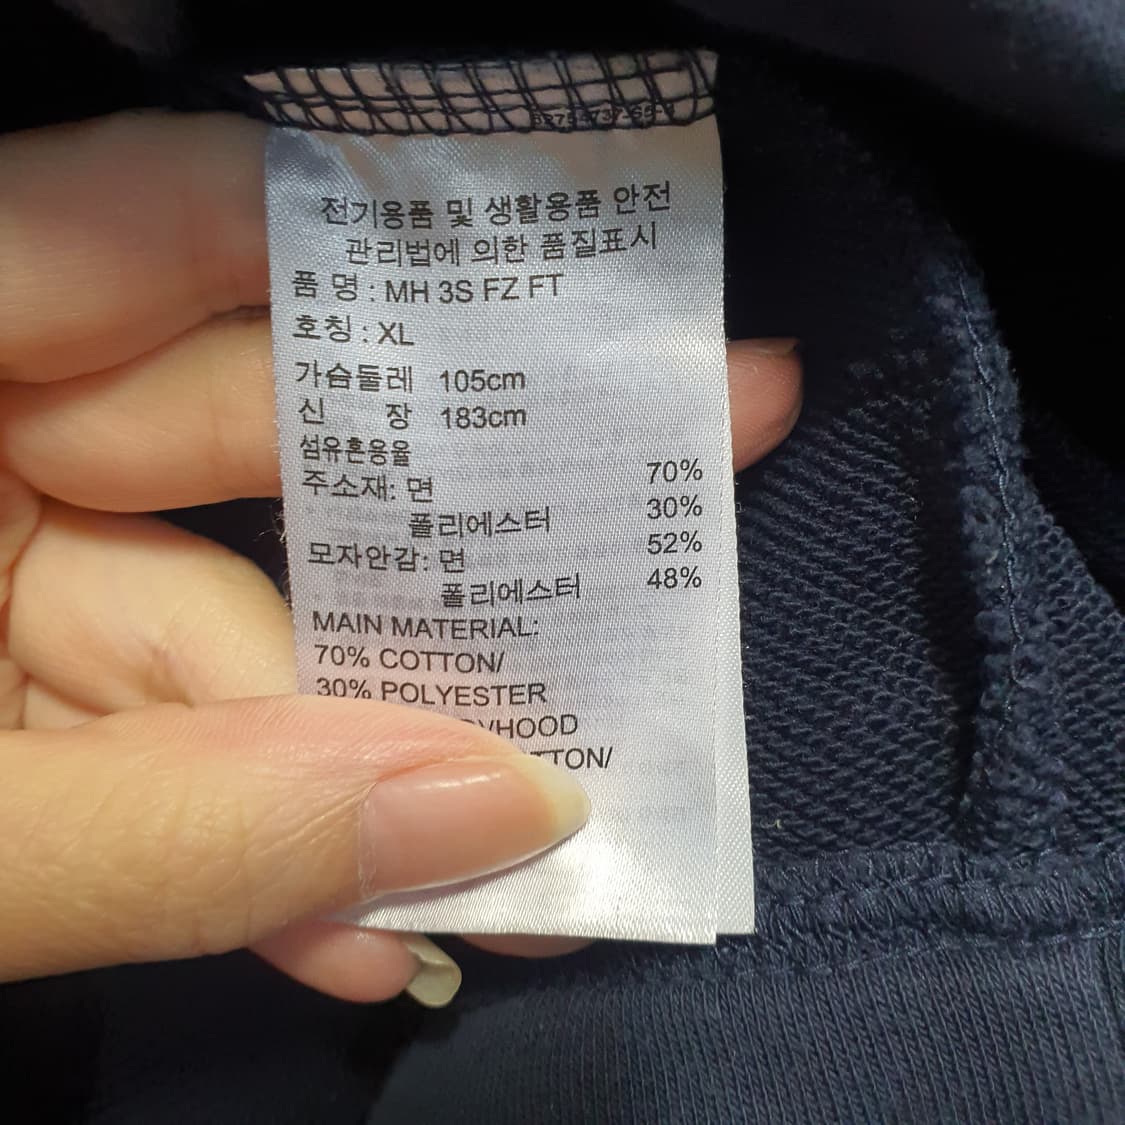 전기용품 및 생활용품 안전
관리법에 의한 품질표시
품 명 : MH 3S FZ FT
호칭 : XL
가슴둘레 105cm
신 장 183cm
섬유혼용율
주소재: 면 70%
폴리에스터 30%
모자안감: 면 52%
폴리에스터 48%
MAIN MATERIAL:
70% COTTON/
30% POLYESTER